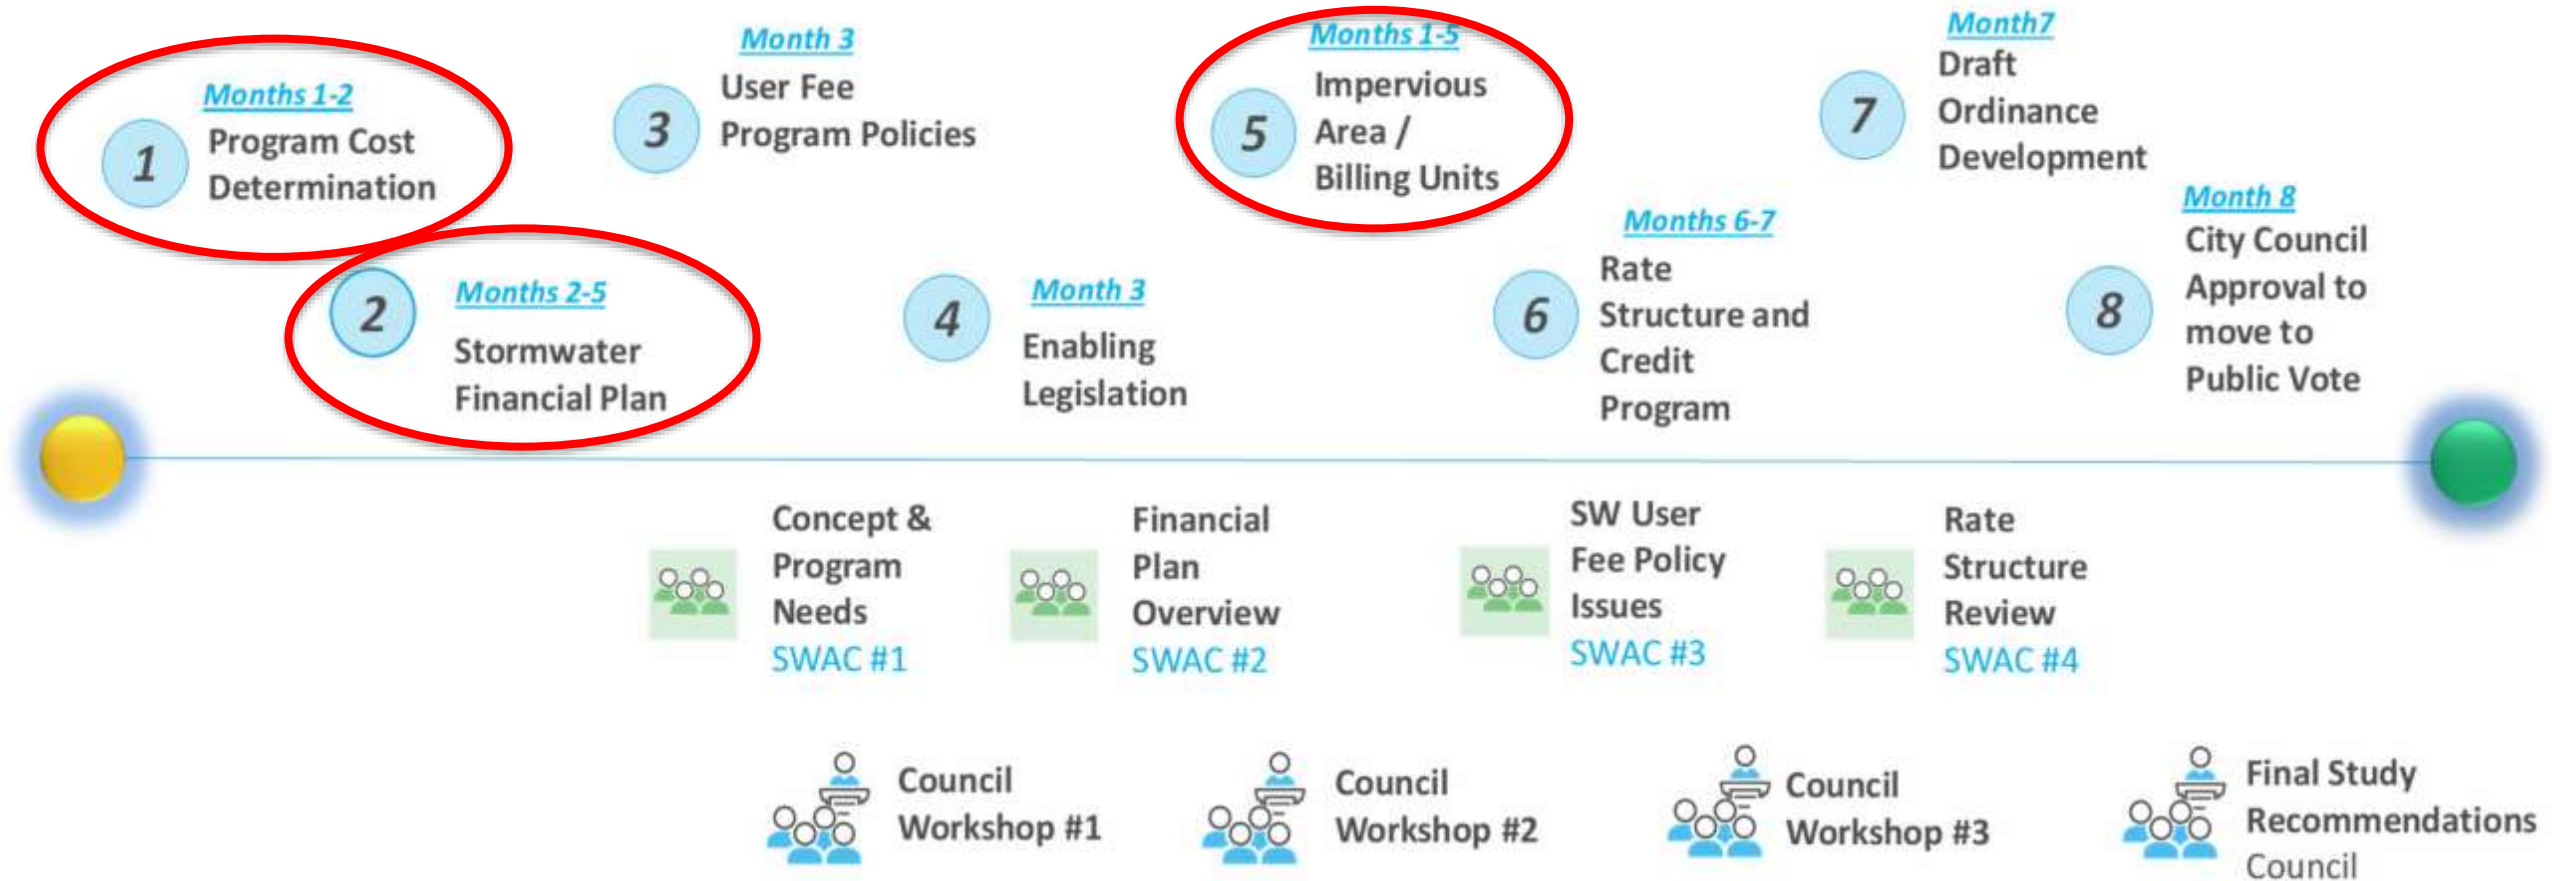 Months 1-2
1
Program Cost
Determination
2
Months 2-5
Stormwater
Financial Plan
Month 3
3
User Fee
Program Policies
4
Month 3
Enabling
Legislation
Months 1-5
5
Impervious
Area /
Billing Units
Months 6-7
6
Rate
Structure and
Credit
Program
Month7
7
Draft
Ordinance
Development
Month 8
8
City Council
Approval to
move to
Public Vote
Concept &
Program
Needs
SWAC #1
Financial
Plan
Overview
SWAC #2
SW User
Fee Policy
Issues
SWAC #3
Rate
Structure
Review
SWAC #4
Council
Workshop #1
Council
Workshop #2
Council
Workshop #3
Final Study
Recommendations
Council